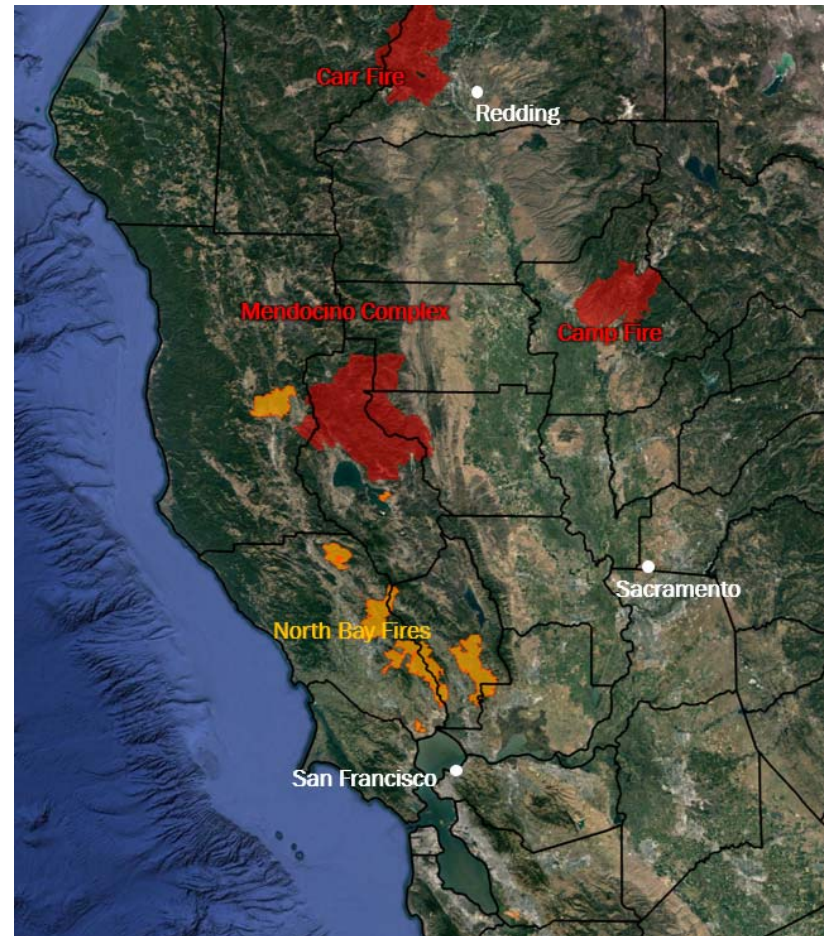 Carr Fire
Redding
Mendocino Complex
Camp Fire
Sacramento
North Bay Fires
San Francisco